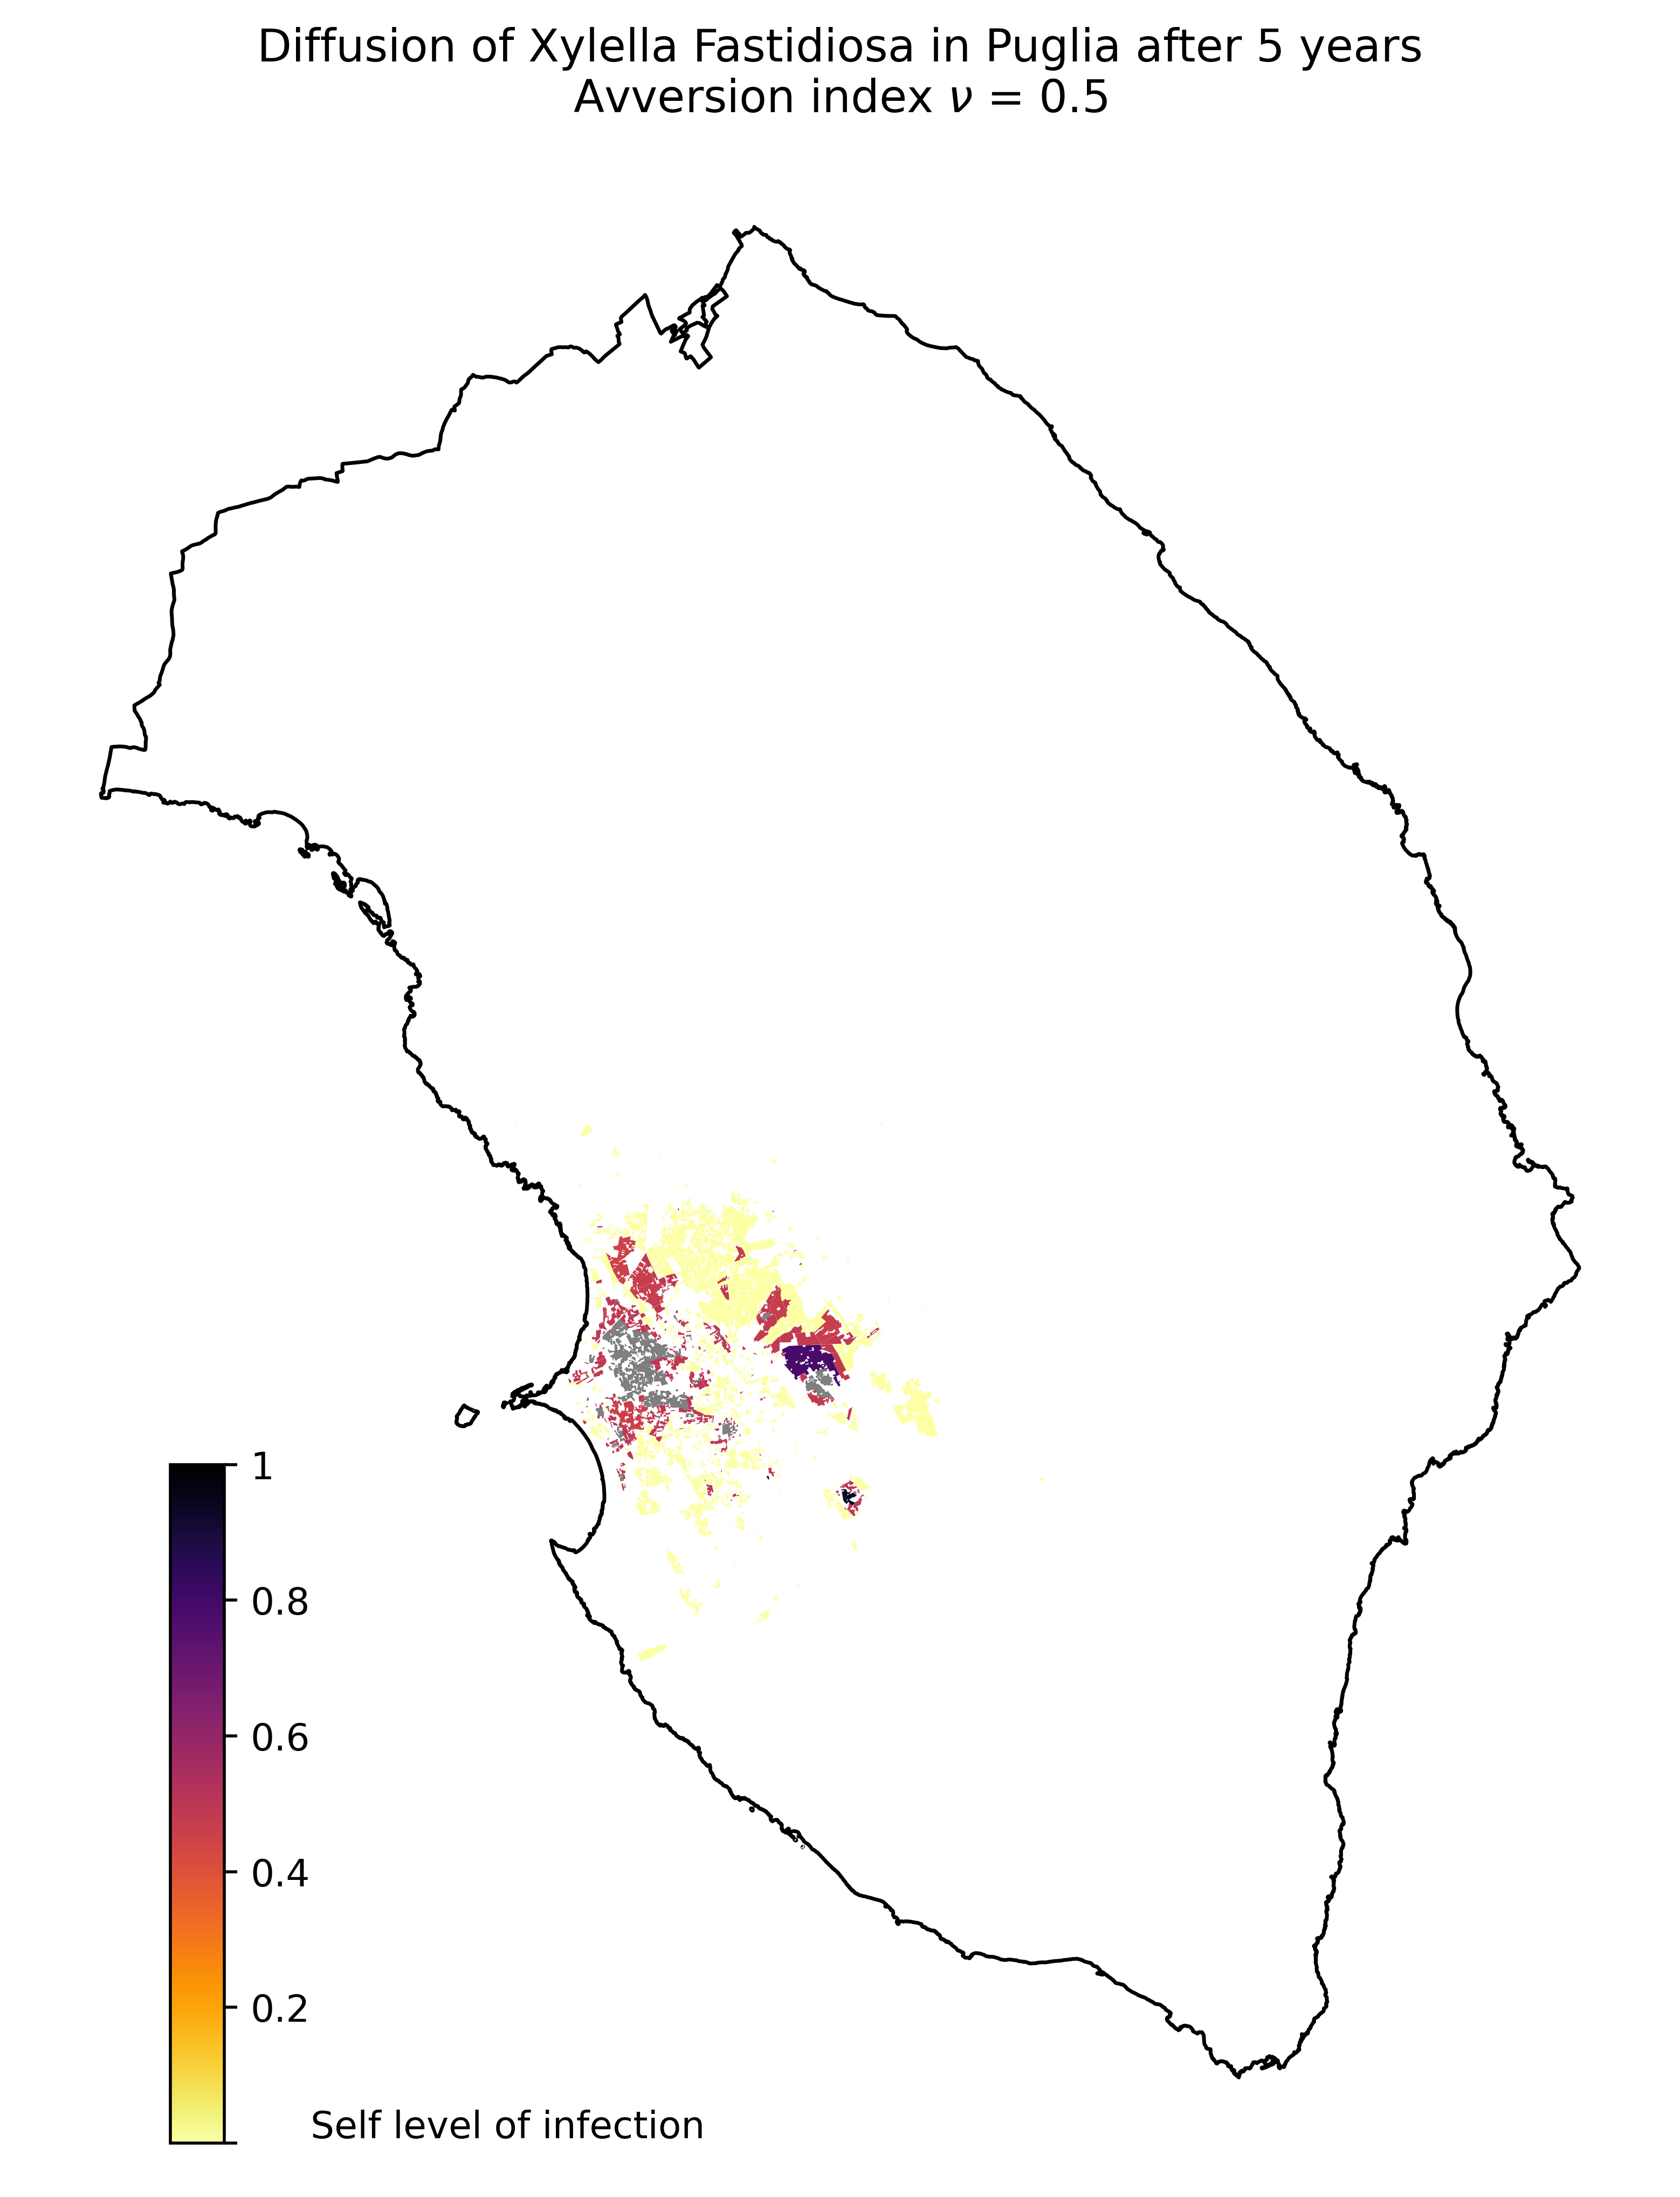 Diffusion of Xylella Fastidiosa in Puglia after 5 years
Avversion index ν = 0.5
1
0.8
0.6
0.4
0.2
Self level of infection